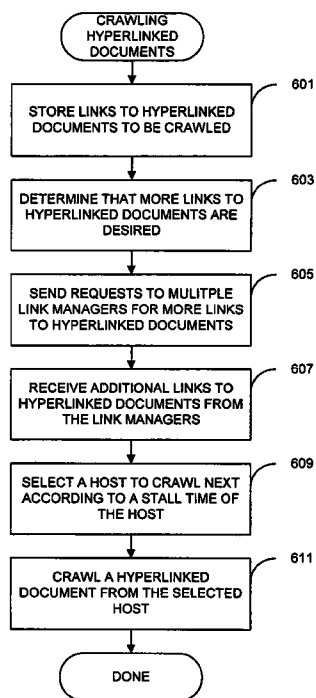 CRAWLING
HYPERLINKED
DOCUMENTS
601
STORE LINKS TO HYPERLINKED
DOCUMENTS TO BE CRAWLED
603
DETERMINE THAT MORE LINKS TO
HYPERLINKED DOCUMENTS ARE
DESIRED
605
SEND REQUESTS TO MULITPLE
LINK MANAGERS FOR MORE LINKS
TO HYPERLINKED DOCUMENTS
607
RECEIVE ADDITIONAL LINKS TO
HYPERLINKED DOCUMENTS FROM
THE LINK MANAGERS
609
SELECT A HOST TO CRAWL NEXT
ACCORDING TO A STALL TIME OF
THE HOST
611
CRAWL A HYPERLINKED
DOCUMENT FROM THE SELECTED
HOST
DONE